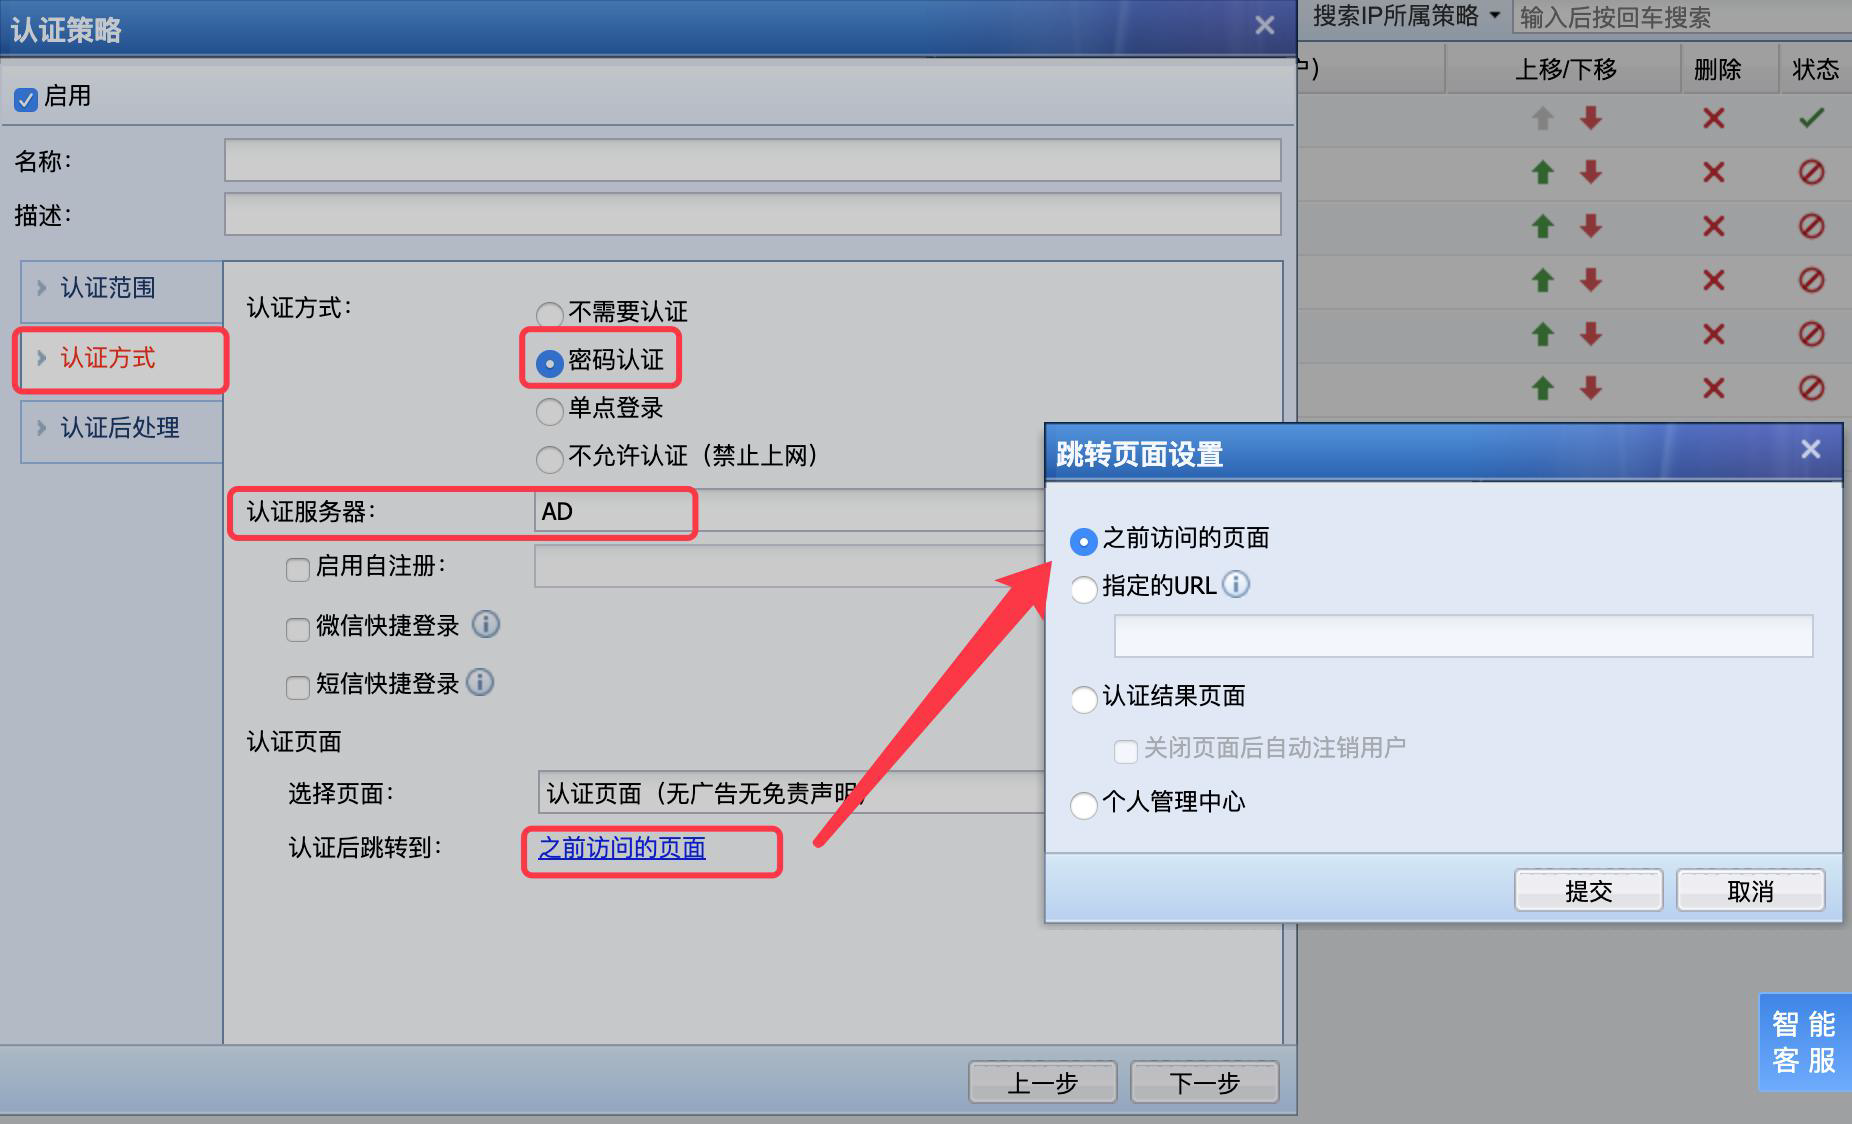 认证策略
搜索IP所属策略
输入后按回车搜索
启用
户)
上移/下移
删除
状态
名称:
描述:
认证范围
认证方式
认证后处理
认证方式:
不需要认证
密码认证
单点登录
不允许认证（禁止上网）
认证服务器:
AD
启用自注册:
微信快捷登录
短信快捷登录
认证页面
选择页面:
认证页面（无广告无免责声明）
认证后跳转到:
之前访问的页面
上一步
下一步
跳转页面设置
之前访问的页面
指定的URL
认证结果页面
关闭页面后自动注销用户
个人管理中心
提交
取消
智能
客服